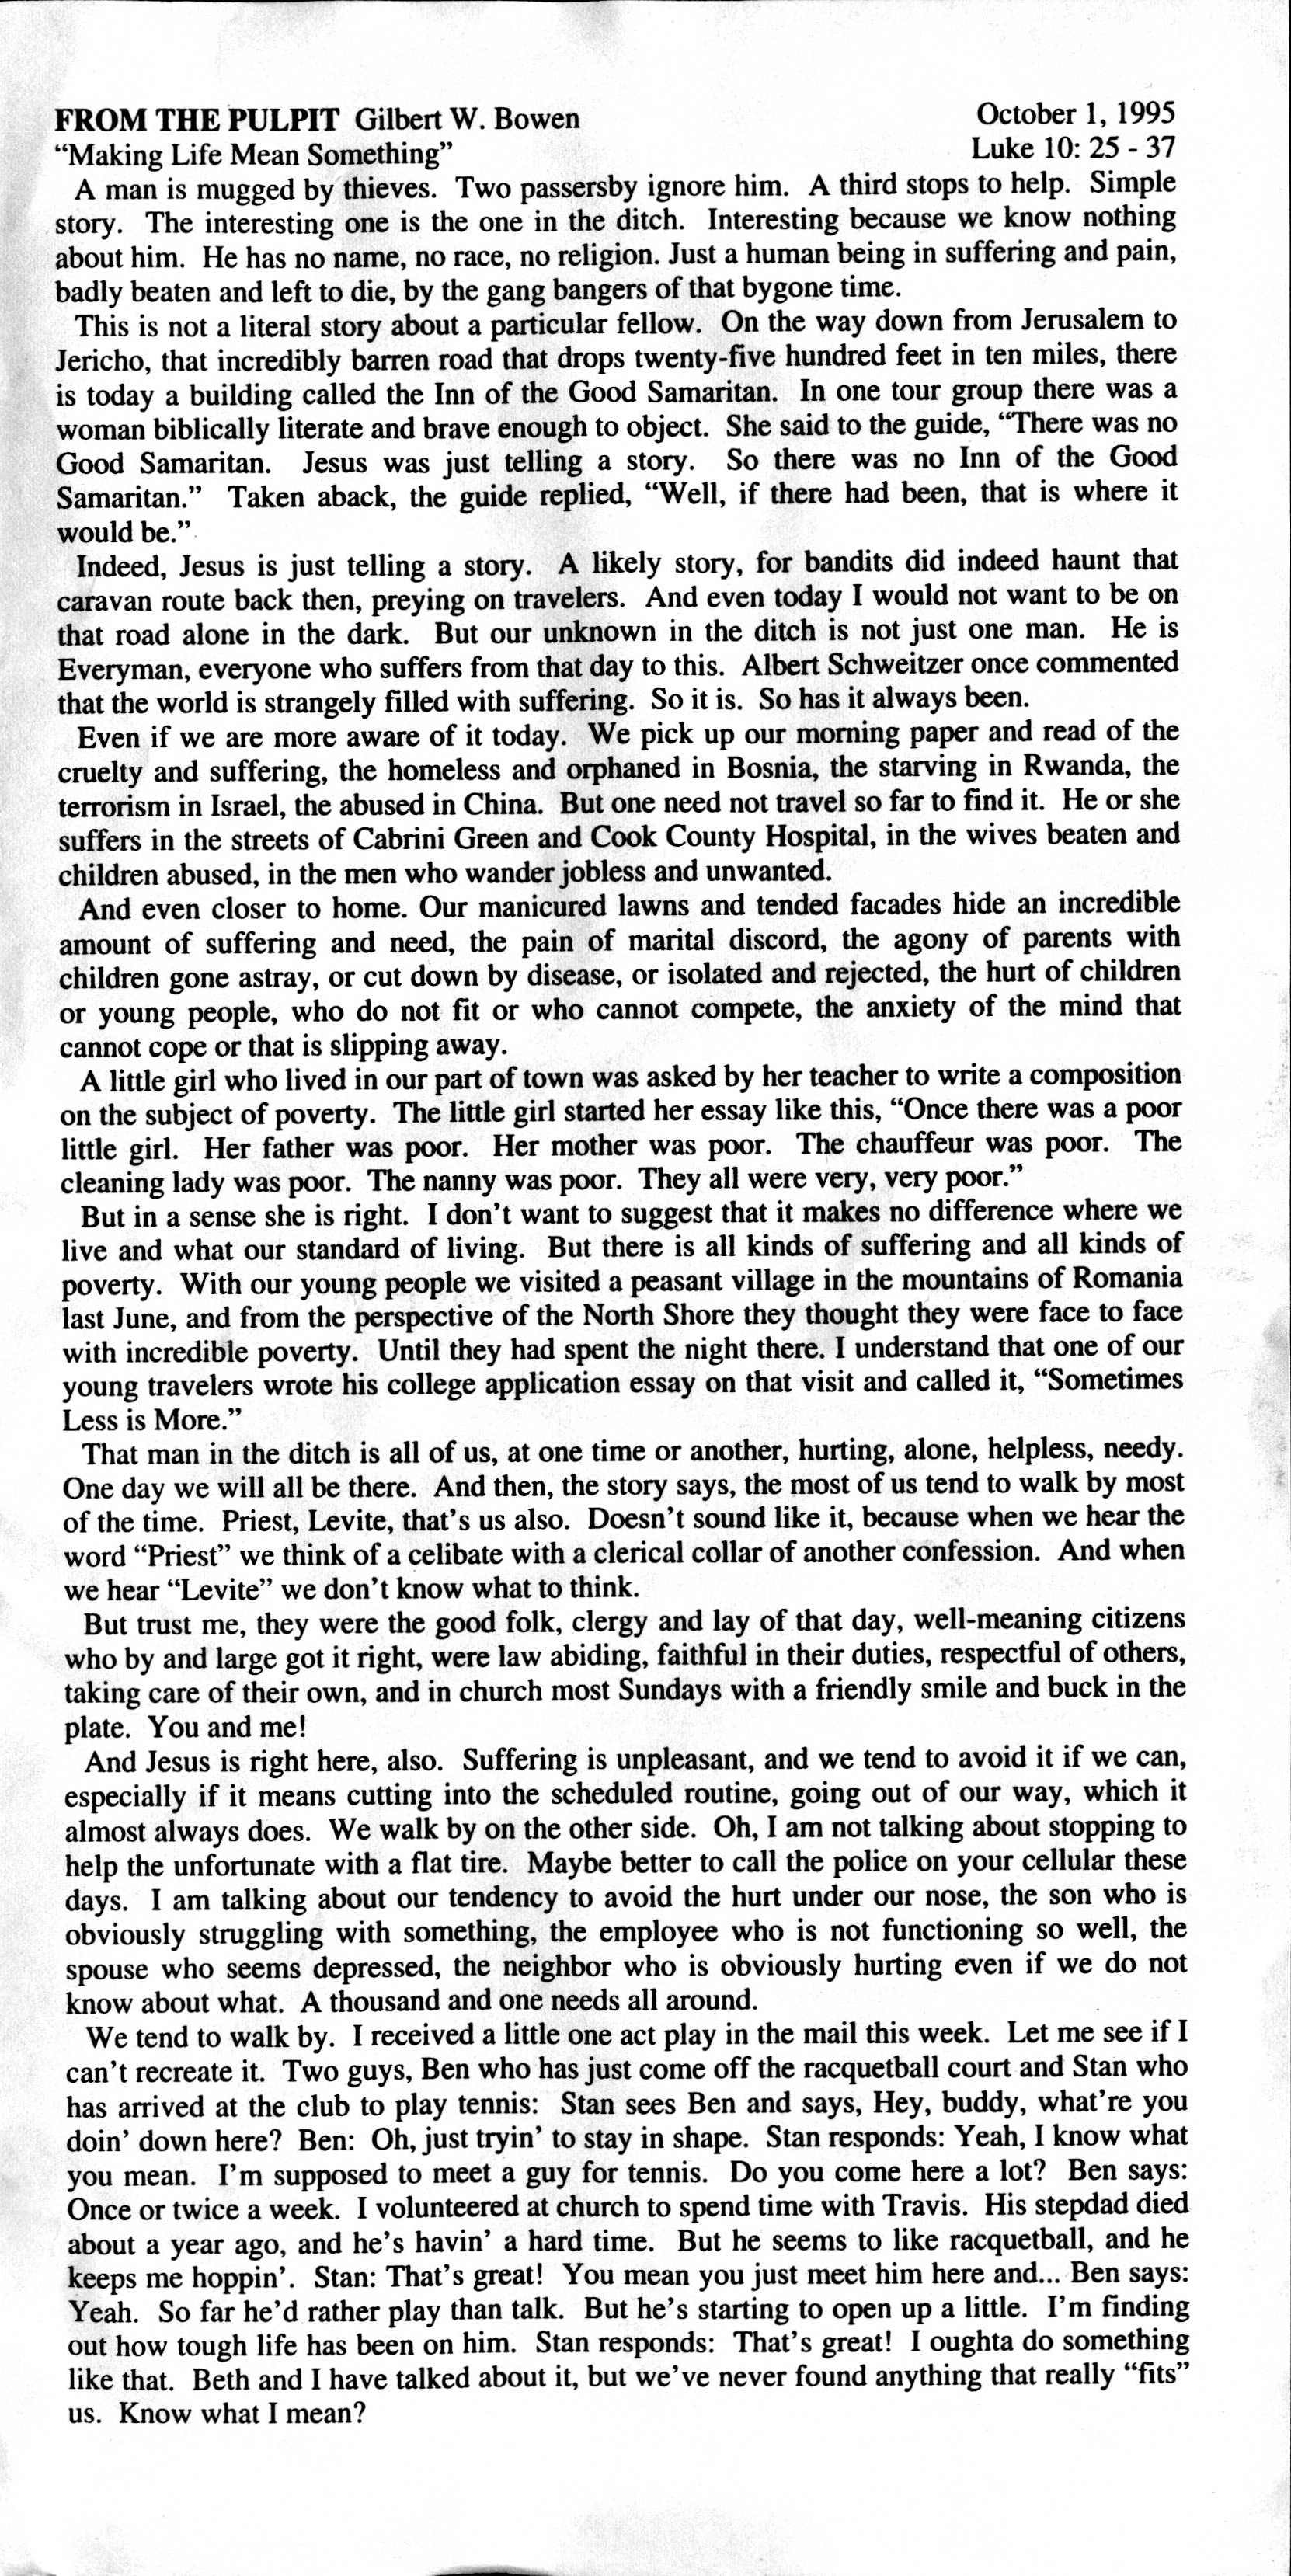 FROM THE PULPIT Gilbert W. Bowen October 1, 1995
“Making Life Mean Something” Luke 10: 25 - 37
A man is mugged by thieves. Two passersby ignore him. A third stops to help. Simple
story. The interesting one is the one in the ditch. Interesting because we know nothing
about him. He has no name, no race, no religion. Just a human being in suffering and pain,
badly beaten and left to die, by the gang bangers of that bygone time.
This is not a literal story about a particular fellow. On the way down from Jerusalem to
Jericho, that incredibly barren road that drops twenty-five hundred feet in ten miles, there
is today a building called the Inn of the Good Samaritan. In one tour group there was a
woman biblically literate and brave enough to object. She said to the guide, “There was no
Good Samaritan. Jesus was just telling a story. So there was no Inn of the Good
Samaritan.” Taken aback, the guide replied, “Well, if there had been, that is where it
would be.”
Indeed, Jesus is just telling a story. A likely story, for bandits did indeed haunt that
caravan route back then, preying on travelers. And even today I would not want to be on
that road alone in the dark. But our unknown in the ditch is not just one man. He is
Everyman, everyone who suffers from that day to this. Albert Schweitzer once commented
that the world is strangely filled with suffering. So it is. So has it always been.
Even if we are more aware of it today. We pick up our morning paper and read of the
cruelty and suffering, the homeless and orphaned in Bosnia, the starving in Rwanda, the
terrorism in Israel, the abused in China. But one need not travel so far to find it. He or she
suffers in the streets of Cabrini Green and Cook County Hospital, in the wives beaten and
children abused, in the men who wander jobless and unwanted.
And even closer to home. Our manicured lawns and tended facades hide an incredible
amount of suffering and need, the pain of marital discord, the agony of parents with
children gone astray, or cut down by disease, or isolated and rejected, the hurt of children
or young people, who do not fit or who cannot compete, the anxiety of the mind that
cannot cope or that is slipping away.
A little girl who lived in our part of town was asked by her teacher to write a composition
on the subject of poverty. The little girl started her essay like this, “Once there was a poor
little girl. Her father was poor. Her mother was poor. The chauffeur was poor. The
cleaning lady was poor. The nanny was poor. They all were very, very poor.”
But in a sense she is right. I don’t want to suggest that it makes no difference where we
live and what our standard of living. But there is all kinds of suffering and all kinds of
poverty. With our young people we visited a peasant village in the mountains of Romania
last June, and from the perspective of the North Shore they thought they were face to face
with incredible poverty. Until they had spent the night there. I understand that one of our
young travelers wrote his college application essay on that visit and called it, “Sometimes
Less is More.”
That man in the ditch is all of us, at one time or another, hurting, alone, helpless, needy.
One day we will all be there. And then, the story says, the most of us tend to walk by most
of the time. Priest, Levite, that’s us also. Doesn’t sound like it, because when we hear the
word “Priest” we think of a celibate with a clerical collar of another confession. And when
we hear “Levite” we don’t know what to think.
But trust me, they were the good folk, clergy and lay of that day, well-meaning citizens
who by and large got it right, were law abiding, faithful in their duties, respectful of others,
taking care of their own, and in church most Sundays with a friendly smile and buck in the
plate. You and me!
And Jesus is right here, also. Suffering is unpleasant, and we tend to avoid it if we can,
especially if it means cutting into the scheduled routine, going out of our way, which it
almost always does. We walk by on the other side. Oh, I am not talking about stopping to
help the unfortunate with a flat tire. Maybe better to call the police on your cellular these
days. I am talking about our tendency to avoid the hurt under our nose, the son who is
obviously struggling with something, the employee who is not functioning so well, the
spouse who seems depressed, the neighbor who is obviously hurting even if we do not
know about what. A thousand and one needs all around.
We tend to walk by. I received a little one act play in the mail this week. Let me see if I
can’t recreate it. Two guys, Ben who has just come off the racquetball court and Stan who
has arrived at the club to play tennis: Stan sees Ben and says, Hey, buddy, what’re you
doin’ down here? Ben: Oh, just tryin’ to stay in shape. Stan responds: Yeah, I know what
you mean. I’m supposed to meet a guy for tennis. Do you come here a lot? Ben says:
Once or twice a week. I volunteered at church to spend time with Travis. His stepdad died
about a year ago, and he’s havin’ a hard time. But he seems to like racquetball, and he
keeps me hoppin’. Stan: That’s great! You mean you just meet him here and... Ben says:
Yeah. So far he’d rather play than talk. But he’s starting to open up a little. I’m finding
out how tough life has been on him. Stan responds: That’s great! I oughta do something
like that. Beth and I have talked about it, but we’ve never found anything that really “fits”
us. Know what I mean?